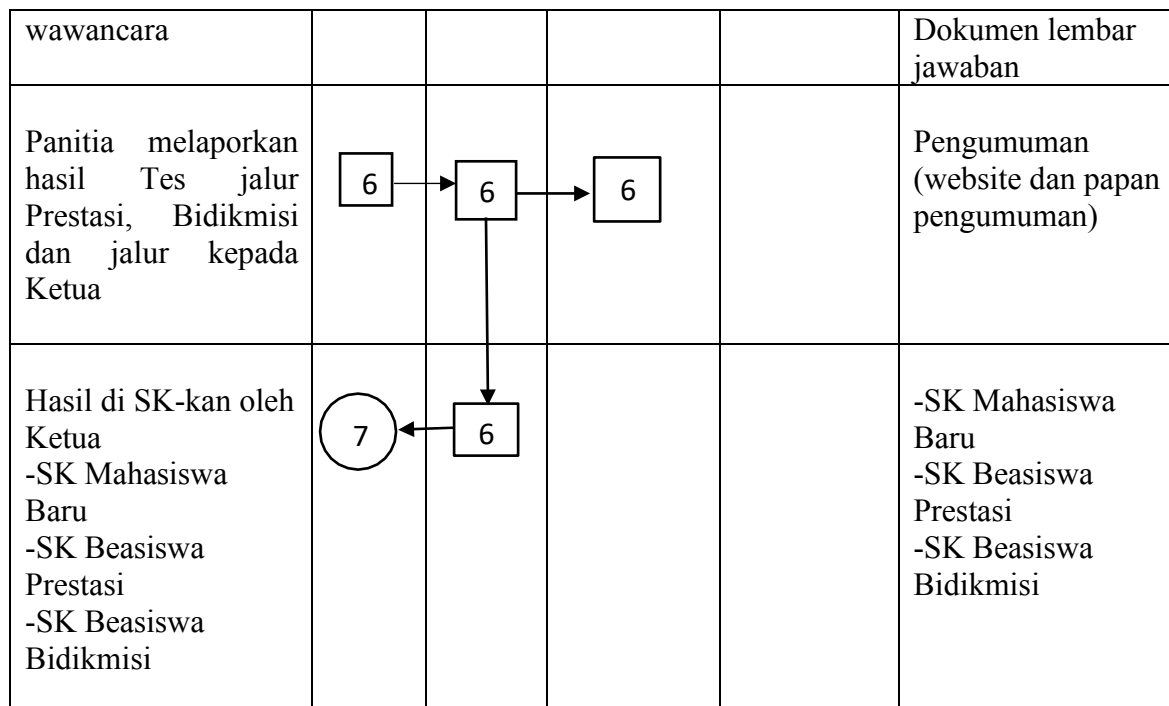 wawancara
Dokumen lembar
jawaban
Panitia melaporkan
hasil Tes jalur
Prestasi, Bidikmisi
dan jalur kepada
Ketua
6
6
6
Pengumuman
(website dan papan
pengumuman)
Hasil di SK-kan oleh
Ketua
-SK Mahasiswa
Baru
-SK Beasiswa
Prestasi
-SK Beasiswa
Bidikmisi
7
6
-SK Mahasiswa
Baru
-SK Beasiswa
Prestasi
-SK Beasiswa
Bidikmisi